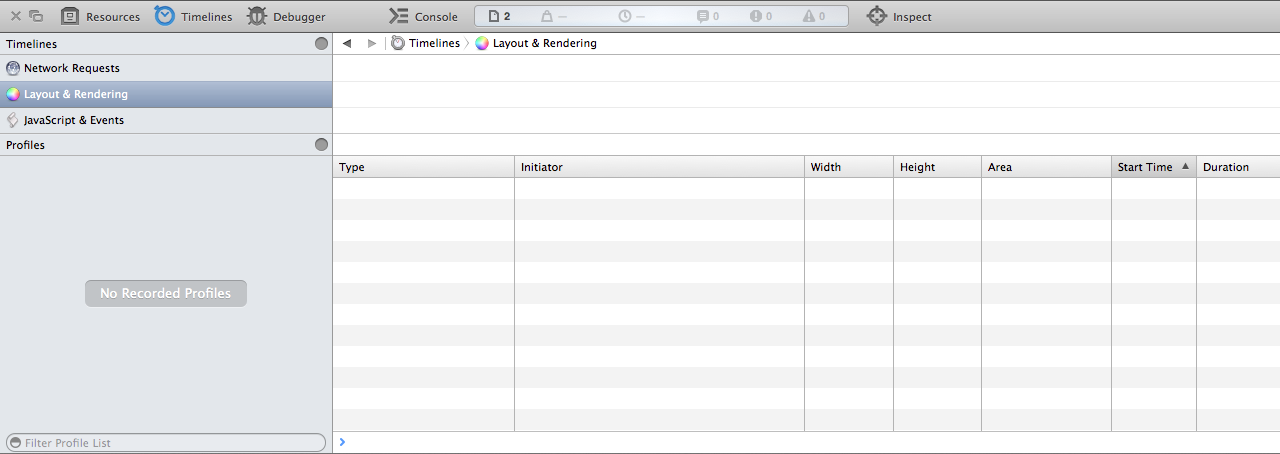 Resources Timelines Debugger Console 2 — — 0 0 0 Inspect
Timelines
Timelines Layout & Rendering
Network Requests
Layout & Rendering
JavaScript & Events
Profiles
Type Initiator Width Height Area Start Time Duration
No Recorded Profiles
Filter Profile List